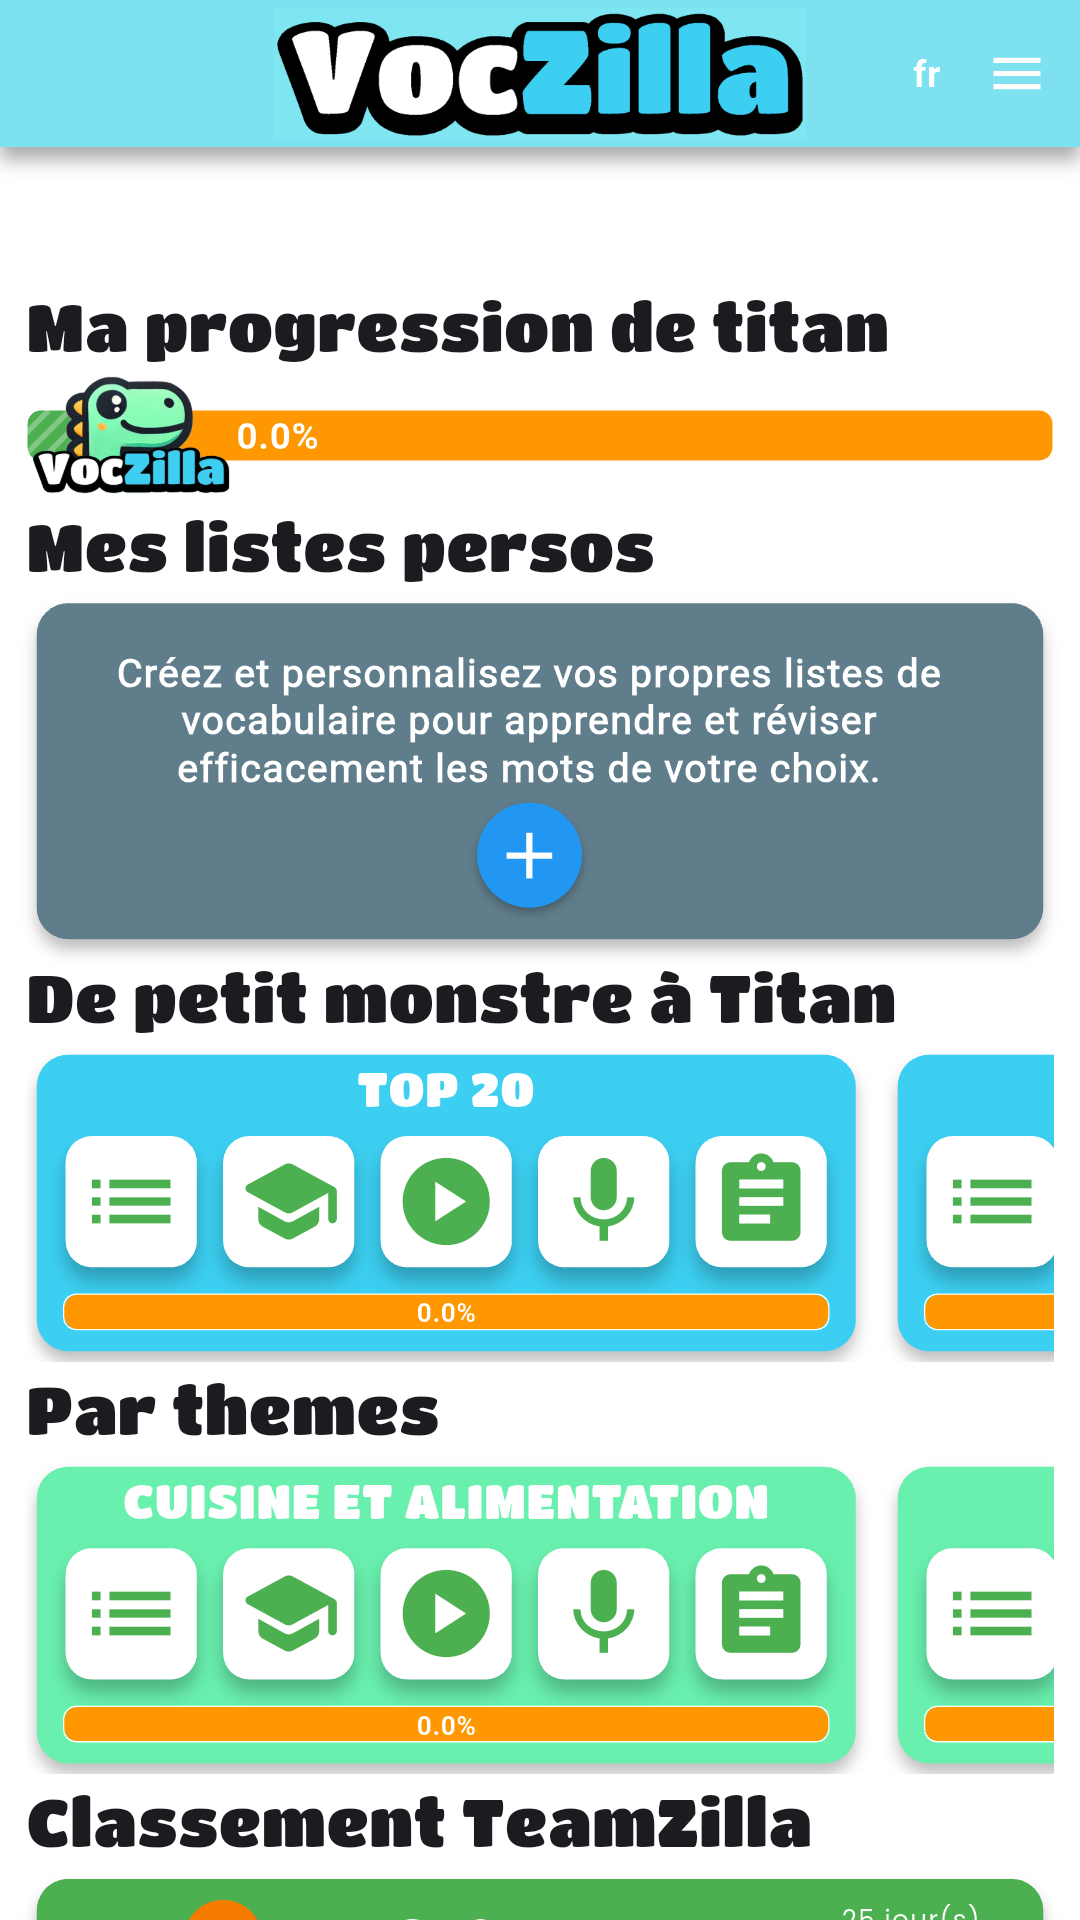 VocZilla
fr
Ma progression de titan
0.0%
VocZilla
Mes listes persos
Créez et personnalisez vos propres listes de
vocabulaire pour apprendre et réviser
efficacement les mots de votre choix.
De petit monstre à Titan
TOP 20
0.0%
Par themes
CUISINE ET ALIMENTATION
0.0%
Classement TeamZilla
25 jour(s)